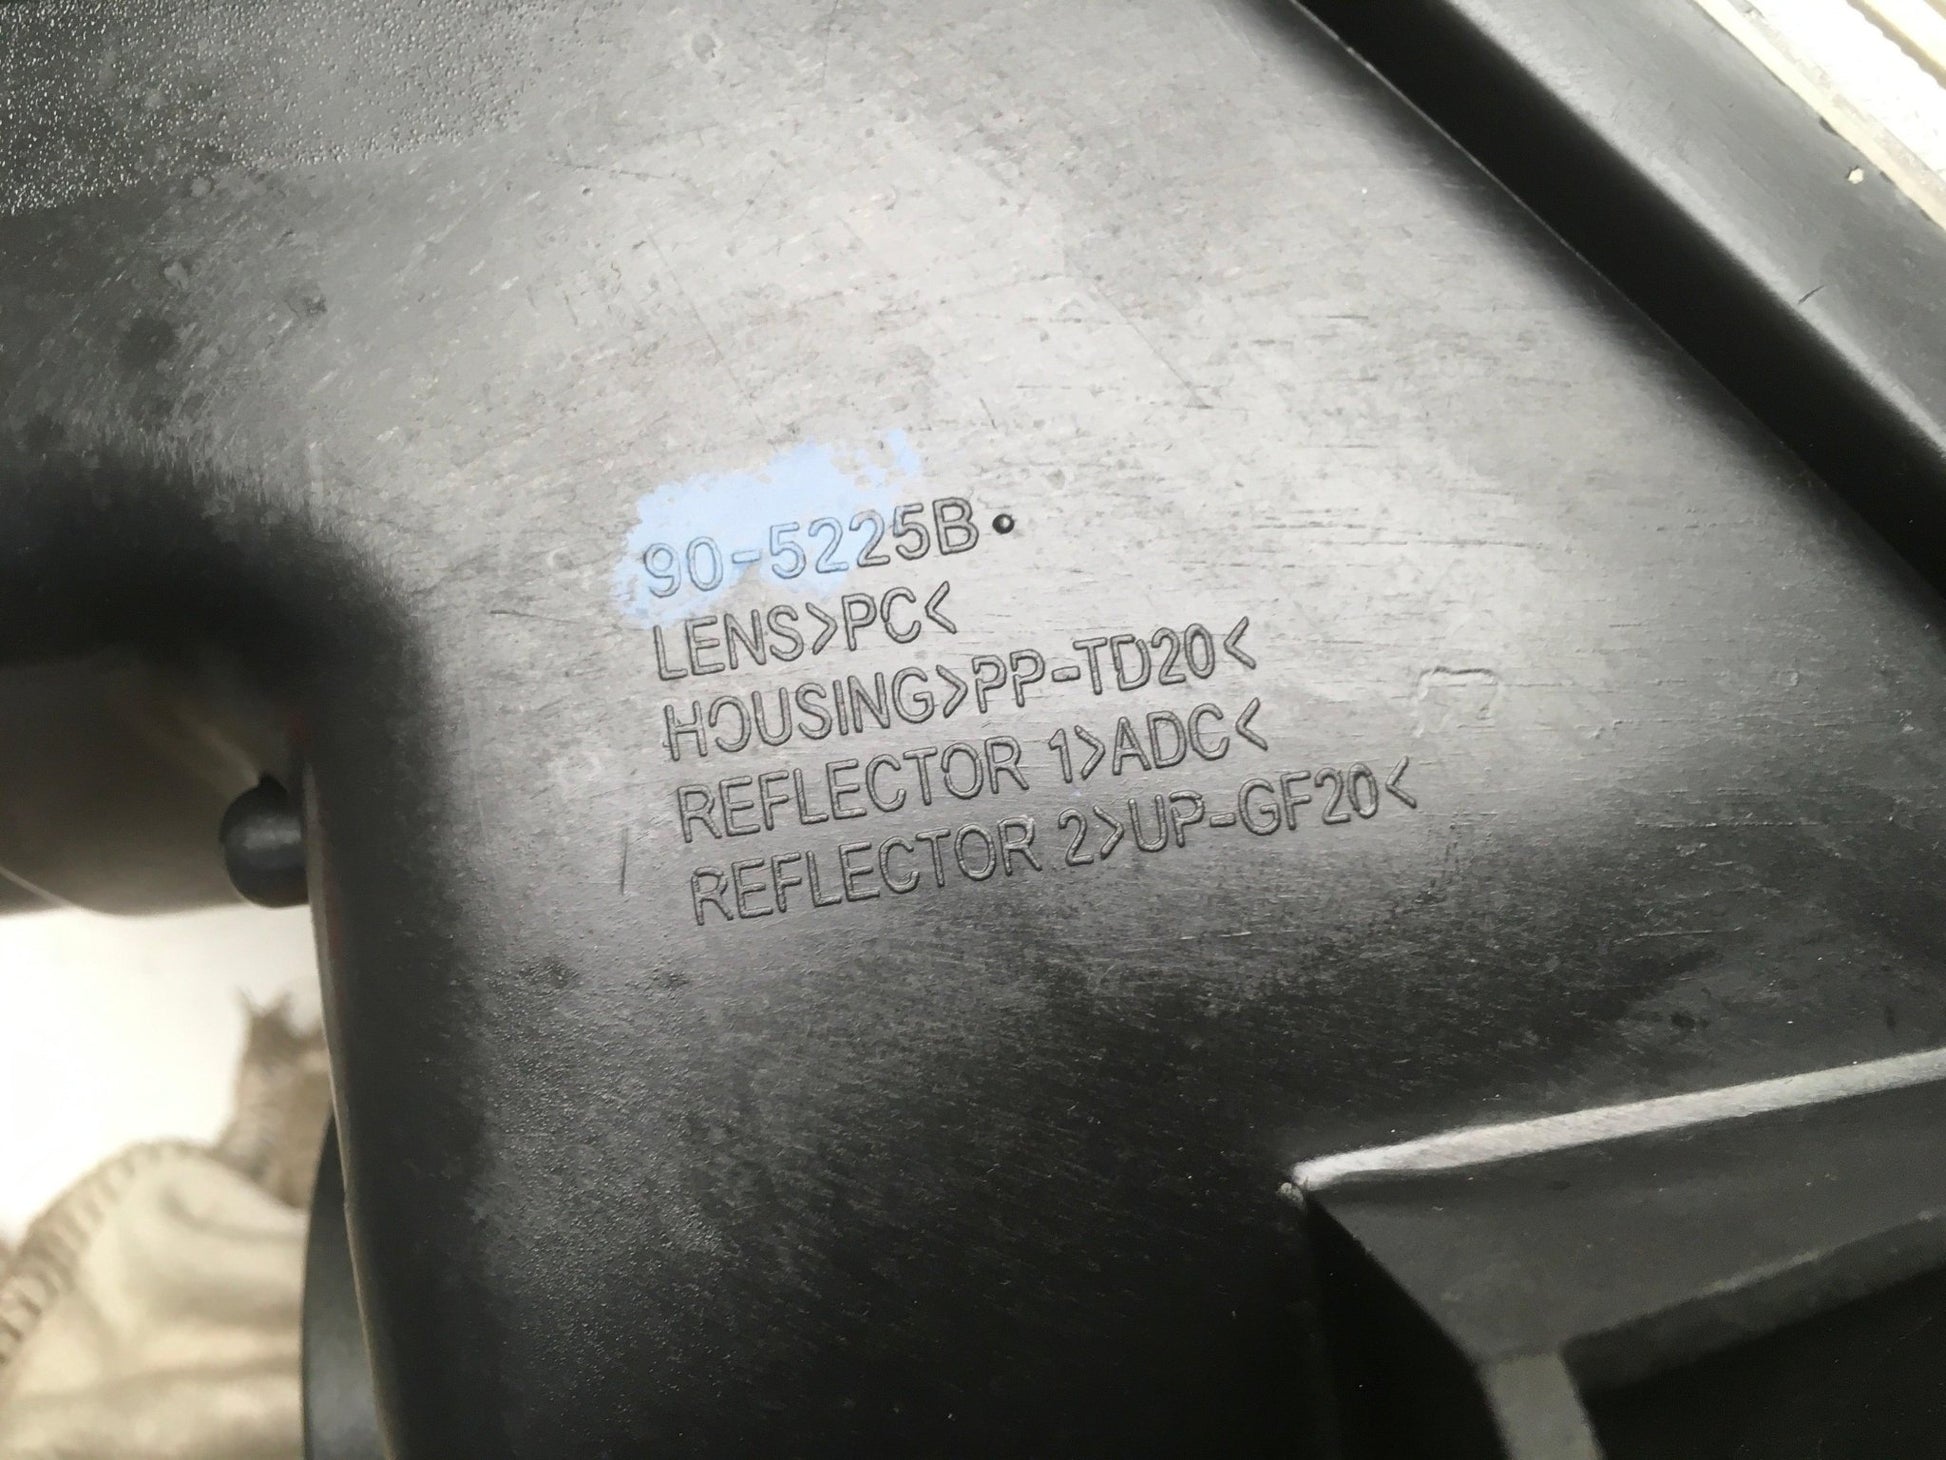 90-5225B
LENS>PC<
HOUSING>PP-TD20<
REFLECTOR 1>ADC<
REFLECTOR 2>UP-GF20<